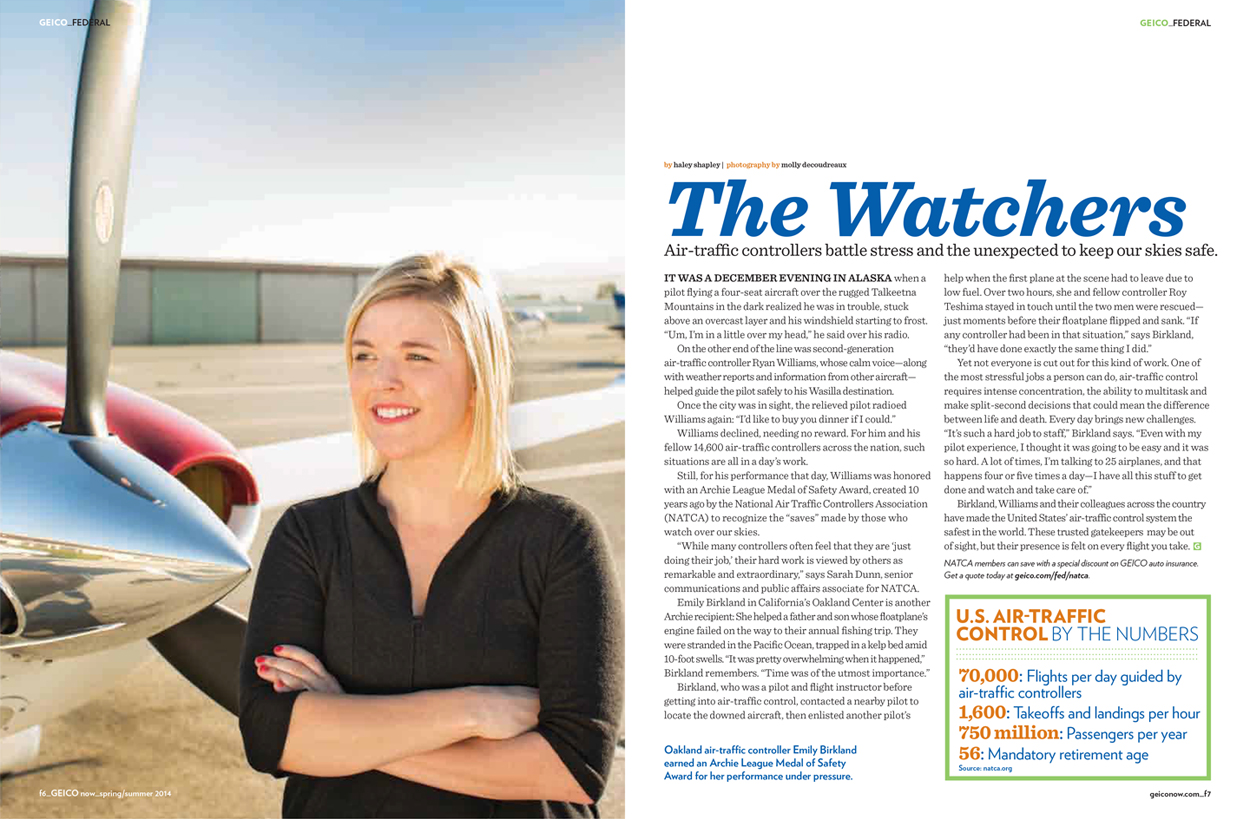 GEICO_FEDERAL
f6_GEICO now_spring/summer 2014
GEICO_FEDERAL
by haley shapley | photography by molly decoudreaux
The Watchers
Air-traffic controllers battle stress and the unexpected to keep our skies safe.
IT WAS A DECEMBER EVENING IN ALASKA when a
pilot flying a four-seat aircraft over the rugged Talkeetna
Mountains in the dark realized he was in trouble, stuck
above an overcast layer and his windshield starting to frost.
“Um, I’m in a little over my head,” he said over his radio.
On the other end of the line was second-generation
air-traffic controller Ryan Williams, whose calm voice—along
with weather reports and information from other aircraft—
helped guide the pilot safely to his Wasilla destination.
Once the city was in sight, the relieved pilot radioed
Williams again: “I’d like to buy you dinner if I could.”
Williams declined, needing no reward. For him and his
fellow 14,600 air-traffic controllers across the nation, such
situations are all in a day’s work.
Still, for his performance that day, Williams was honored
with an Archie League Medal of Safety Award, created 10
years ago by the National Air Traffic Controllers Association
(NATCA) to recognize the “saves” made by those who
watch over our skies.
“While many controllers often feel that they are ‘just
doing their job,’ their hard work is viewed by others as
remarkable and extraordinary,” says Sarah Dunn, senior
communications and public affairs associate for NATCA.
Emily Birkland in California’s Oakland Center is another
Archie recipient: She helped a father and son whose floatplane’s
engine failed on the way to their annual fishing trip. They
were stranded in the Pacific Ocean, trapped in a kelp bed amid
10-foot swells. “It was pretty overwhelming when it happened,”
Birkland remembers. “Time was of the utmost importance.”
Birkland, who was a pilot and flight instructor before
getting into air-traffic control, contacted a nearby pilot to
locate the downed aircraft, then enlisted another pilot’s
Oakland air-traffic controller Emily Birkland
earned an Archie League Medal of Safety
Award for her performance under pressure.
help when the first plane at the scene had to leave due to
low fuel. Over two hours, she and fellow controller Roy
Teshima stayed in touch until the two men were rescued—
just moments before their floatplane flipped and sank. “If
any controller had been in that situation,” says Birkland,
“they’d have done exactly the same thing I did.”
Yet not everyone is cut out for this kind of work. One of
the most stressful jobs a person can do, air-traffic control
requires intense concentration, the ability to multitask and
make split-second decisions that could mean the difference
between life and death. Every day brings new challenges.
“It’s such a hard job to staff,” Birkland says. “Even with my
pilot experience, I thought it was going to be easy and it was
so hard. A lot of times, I’m talking to 25 airplanes, and that
happens four or five times a day—I have all this stuff to get
done and watch and take care of.”
Birkland, Williams and their colleagues across the country
have made the United States’ air-traffic control system the
safest in the world. These trusted gatekeepers may be out
of sight, but their presence is felt on every flight you take. G
NATCA members can save with a special discount on GEICO auto insurance.
Get a quote today at geico.com/fed/natca.
U.S. AIR-TRAFFIC
CONTROL BY THE NUMBERS
70,000: Flights per day guided by
air-traffic controllers
1,600: Takeoffs and landings per hour
750 million: Passengers per year
56: Mandatory retirement age
Source: natca.org
geiconow.com_f7